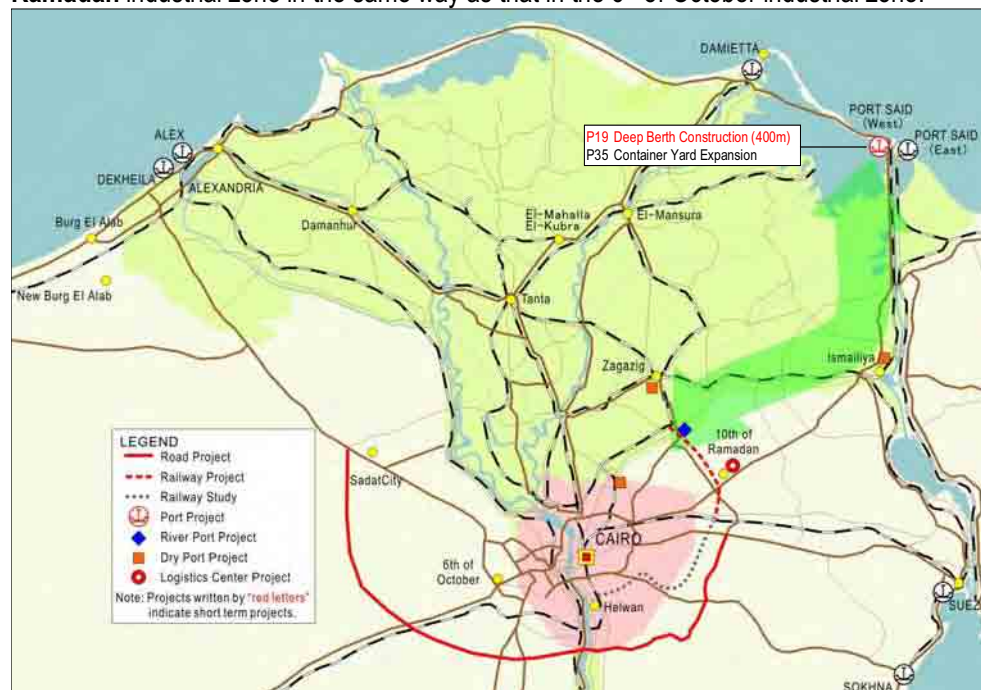 Ramadan industrial zone in the same way as that in the 6th of October industrial zone.
DAMIETTA
PORT SAID
(West)
PORT SAID
(East)
P19 Deep Berth Construction (400m)
P35 Container Yard Expansion
ALEX
DEKHEILA
ALEXANDRIA
Burg El Alab
New Burg El Alab
Damanhur
El-Mahalla
El-Kubra
El-Mansura
Tanta
Zagazig
Ismailiya
10th of
Ramadan
SadatCity
CAIRO
6th of
October
Helwan
SUEZ
SOKHNA
LEGEND
Road Project
Railway Project
Railway Study
Port Project
River Port Project
Dry Port Project
Logistics Center Project
Note: Projects written by "red letters"
indicate short term projects.